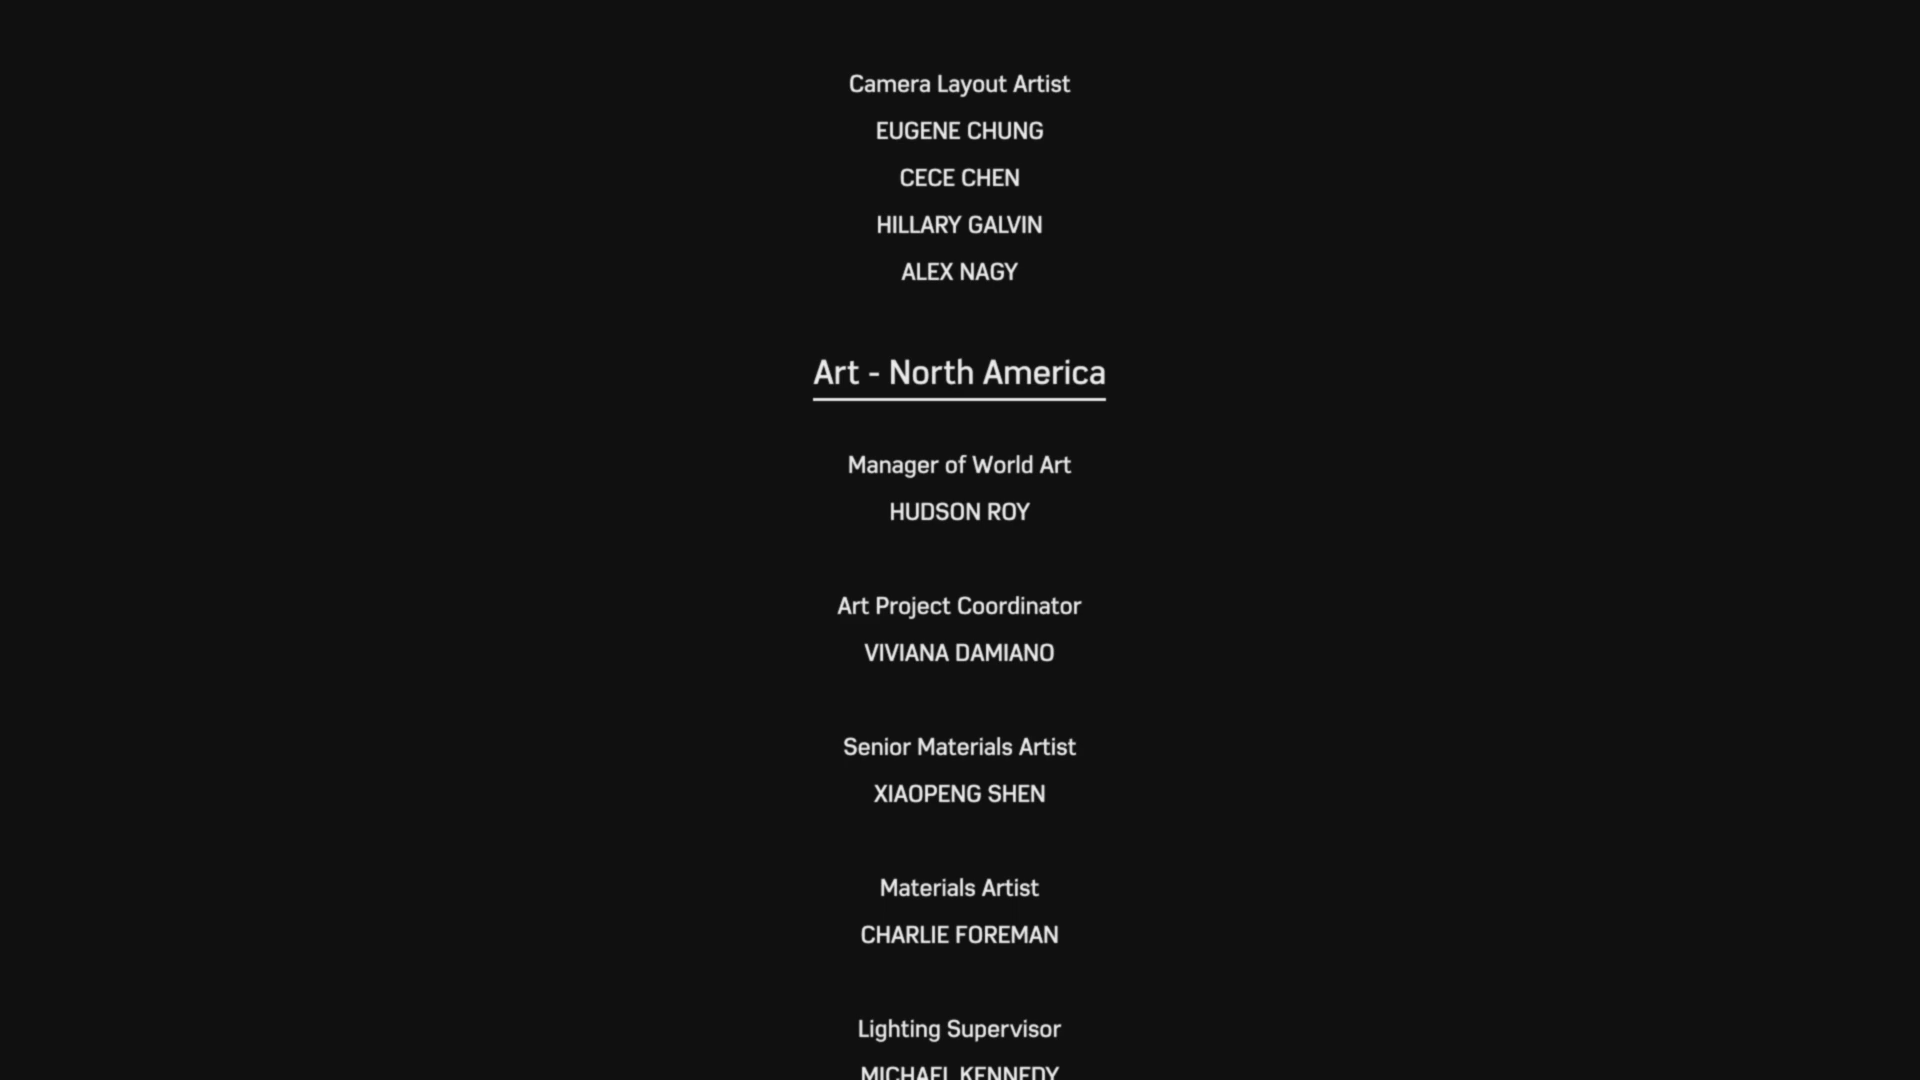 Camera Layout Artist
EUGENE CHUNG
CECE CHEN
HILLARY GALVIN
ALEX NAGY
Art - North America
Manager of World Art
HUDSON ROY
Art Project Coordinator
VIVIANA DAMIANO
Senior Materials Artist
XIAOPENG SHEN
Materials Artist
CHARLIE FOREMAN
Lighting Supervisor
MICHAEL KENNEDY